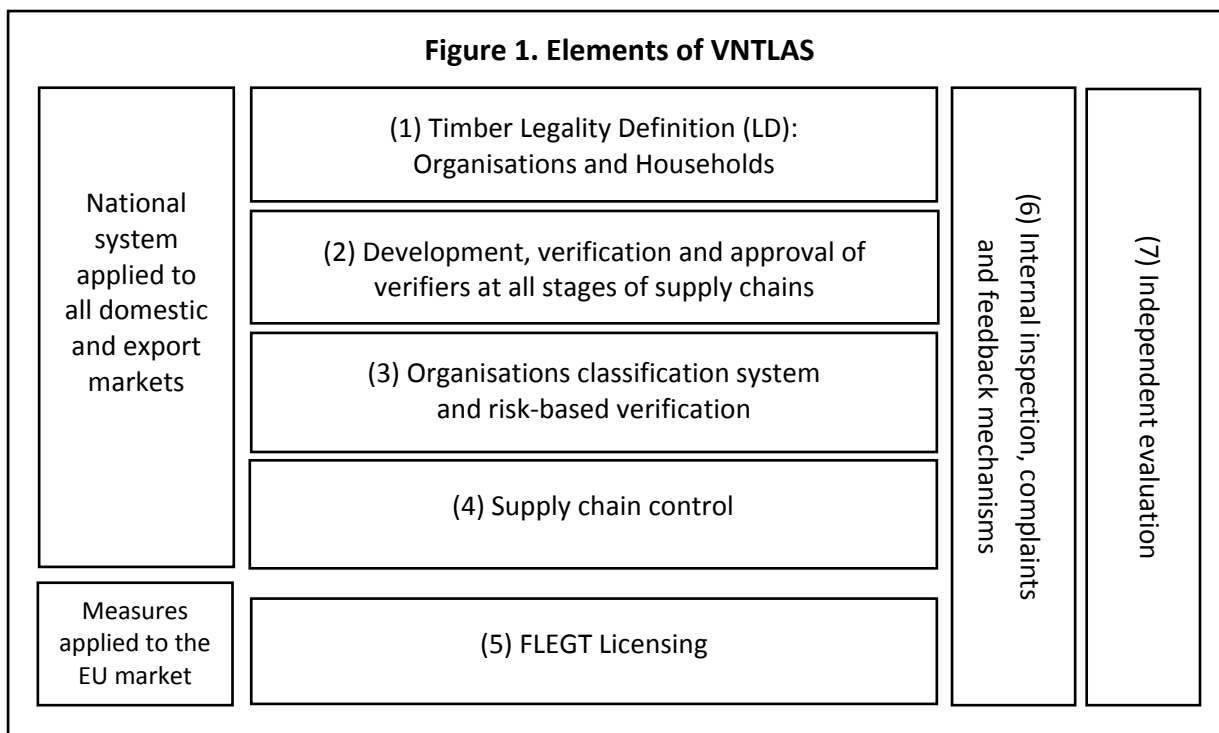 Figure 1. Elements of VNTLAS
National
system
applied to
all domestic
and export
markets
(1) Timber Legality Definition (LD):
Organisations and Households
(2) Development, verification and approval of
verifiers at all stages of supply chains
(3) Organisations classification system
and risk-based verification
(4) Supply chain control
Measures
applied to the
EU market
(5) FLEGT Licensing
(6) Internal inspection, complaints
and feedback mechanisms
(7) Independent evaluation